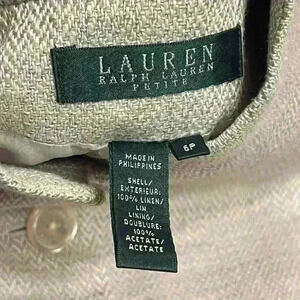 LAUREN
RALPH LAUREN
PETITE
6P
MADE IN
PHILIPPINES
SHELL/
EXTERIEUR:
100% LINEN/
LIN
LINING/
DOUBLURE:
100%
ACETATE/
ACETATE